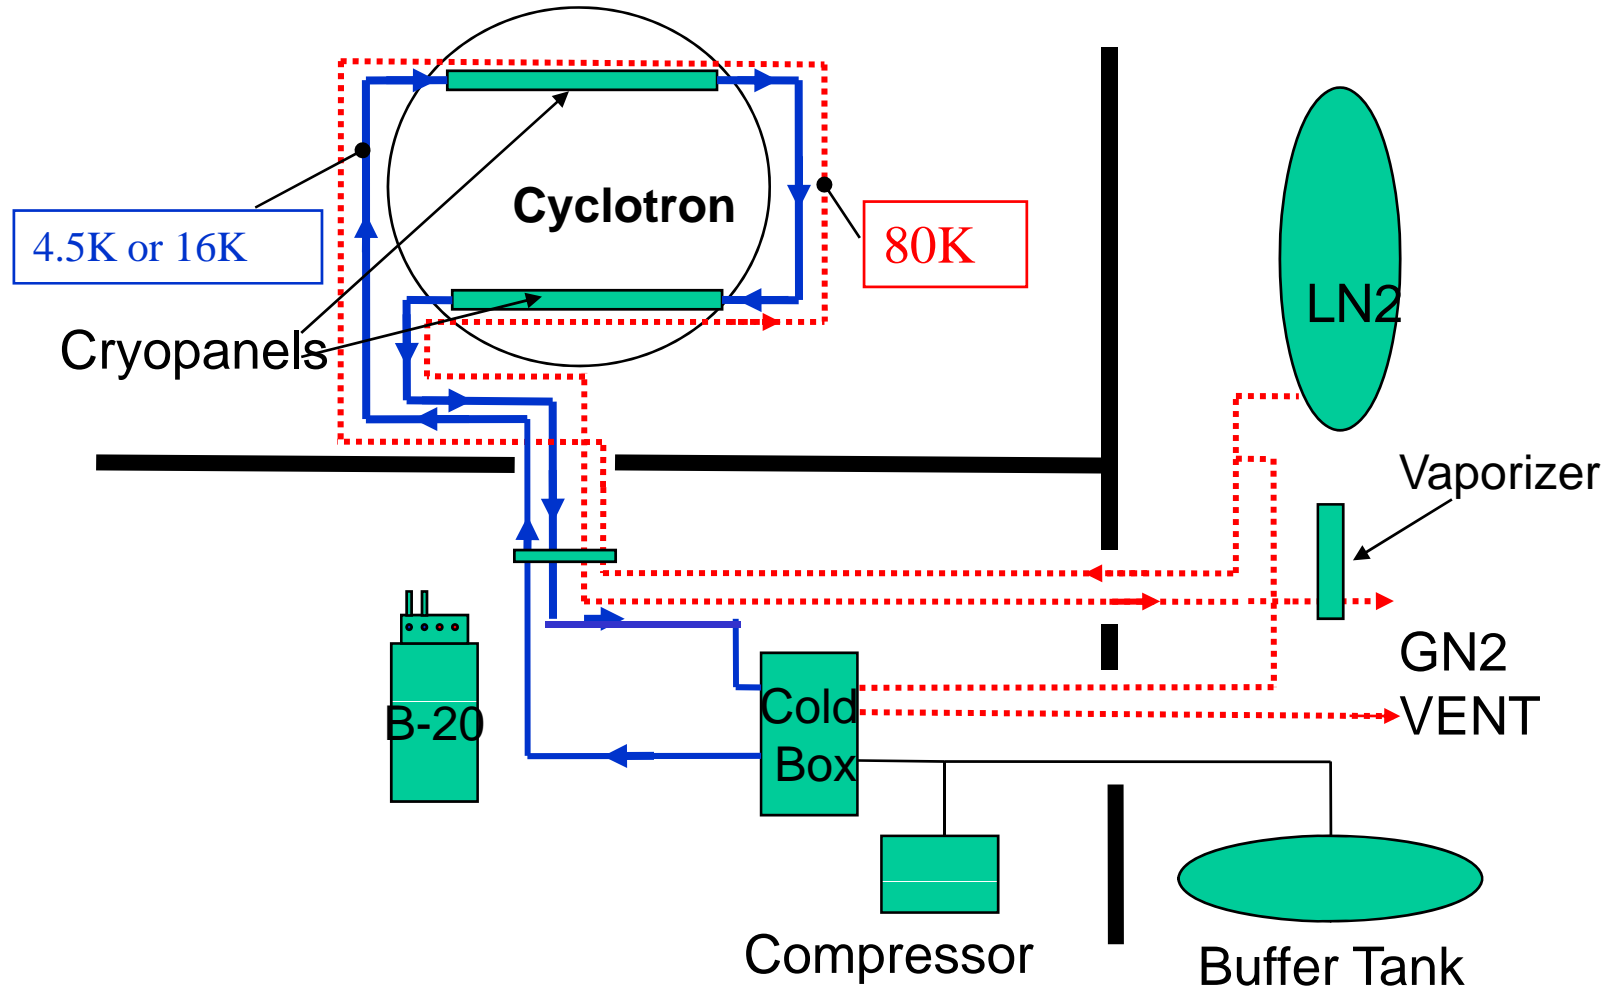 Cyclotron
4.5K or 16K
80K
LN2
Cryopanels
Vaporizer
GN2
VENT
B-20
Cold
Box
Compressor
Buffer Tank